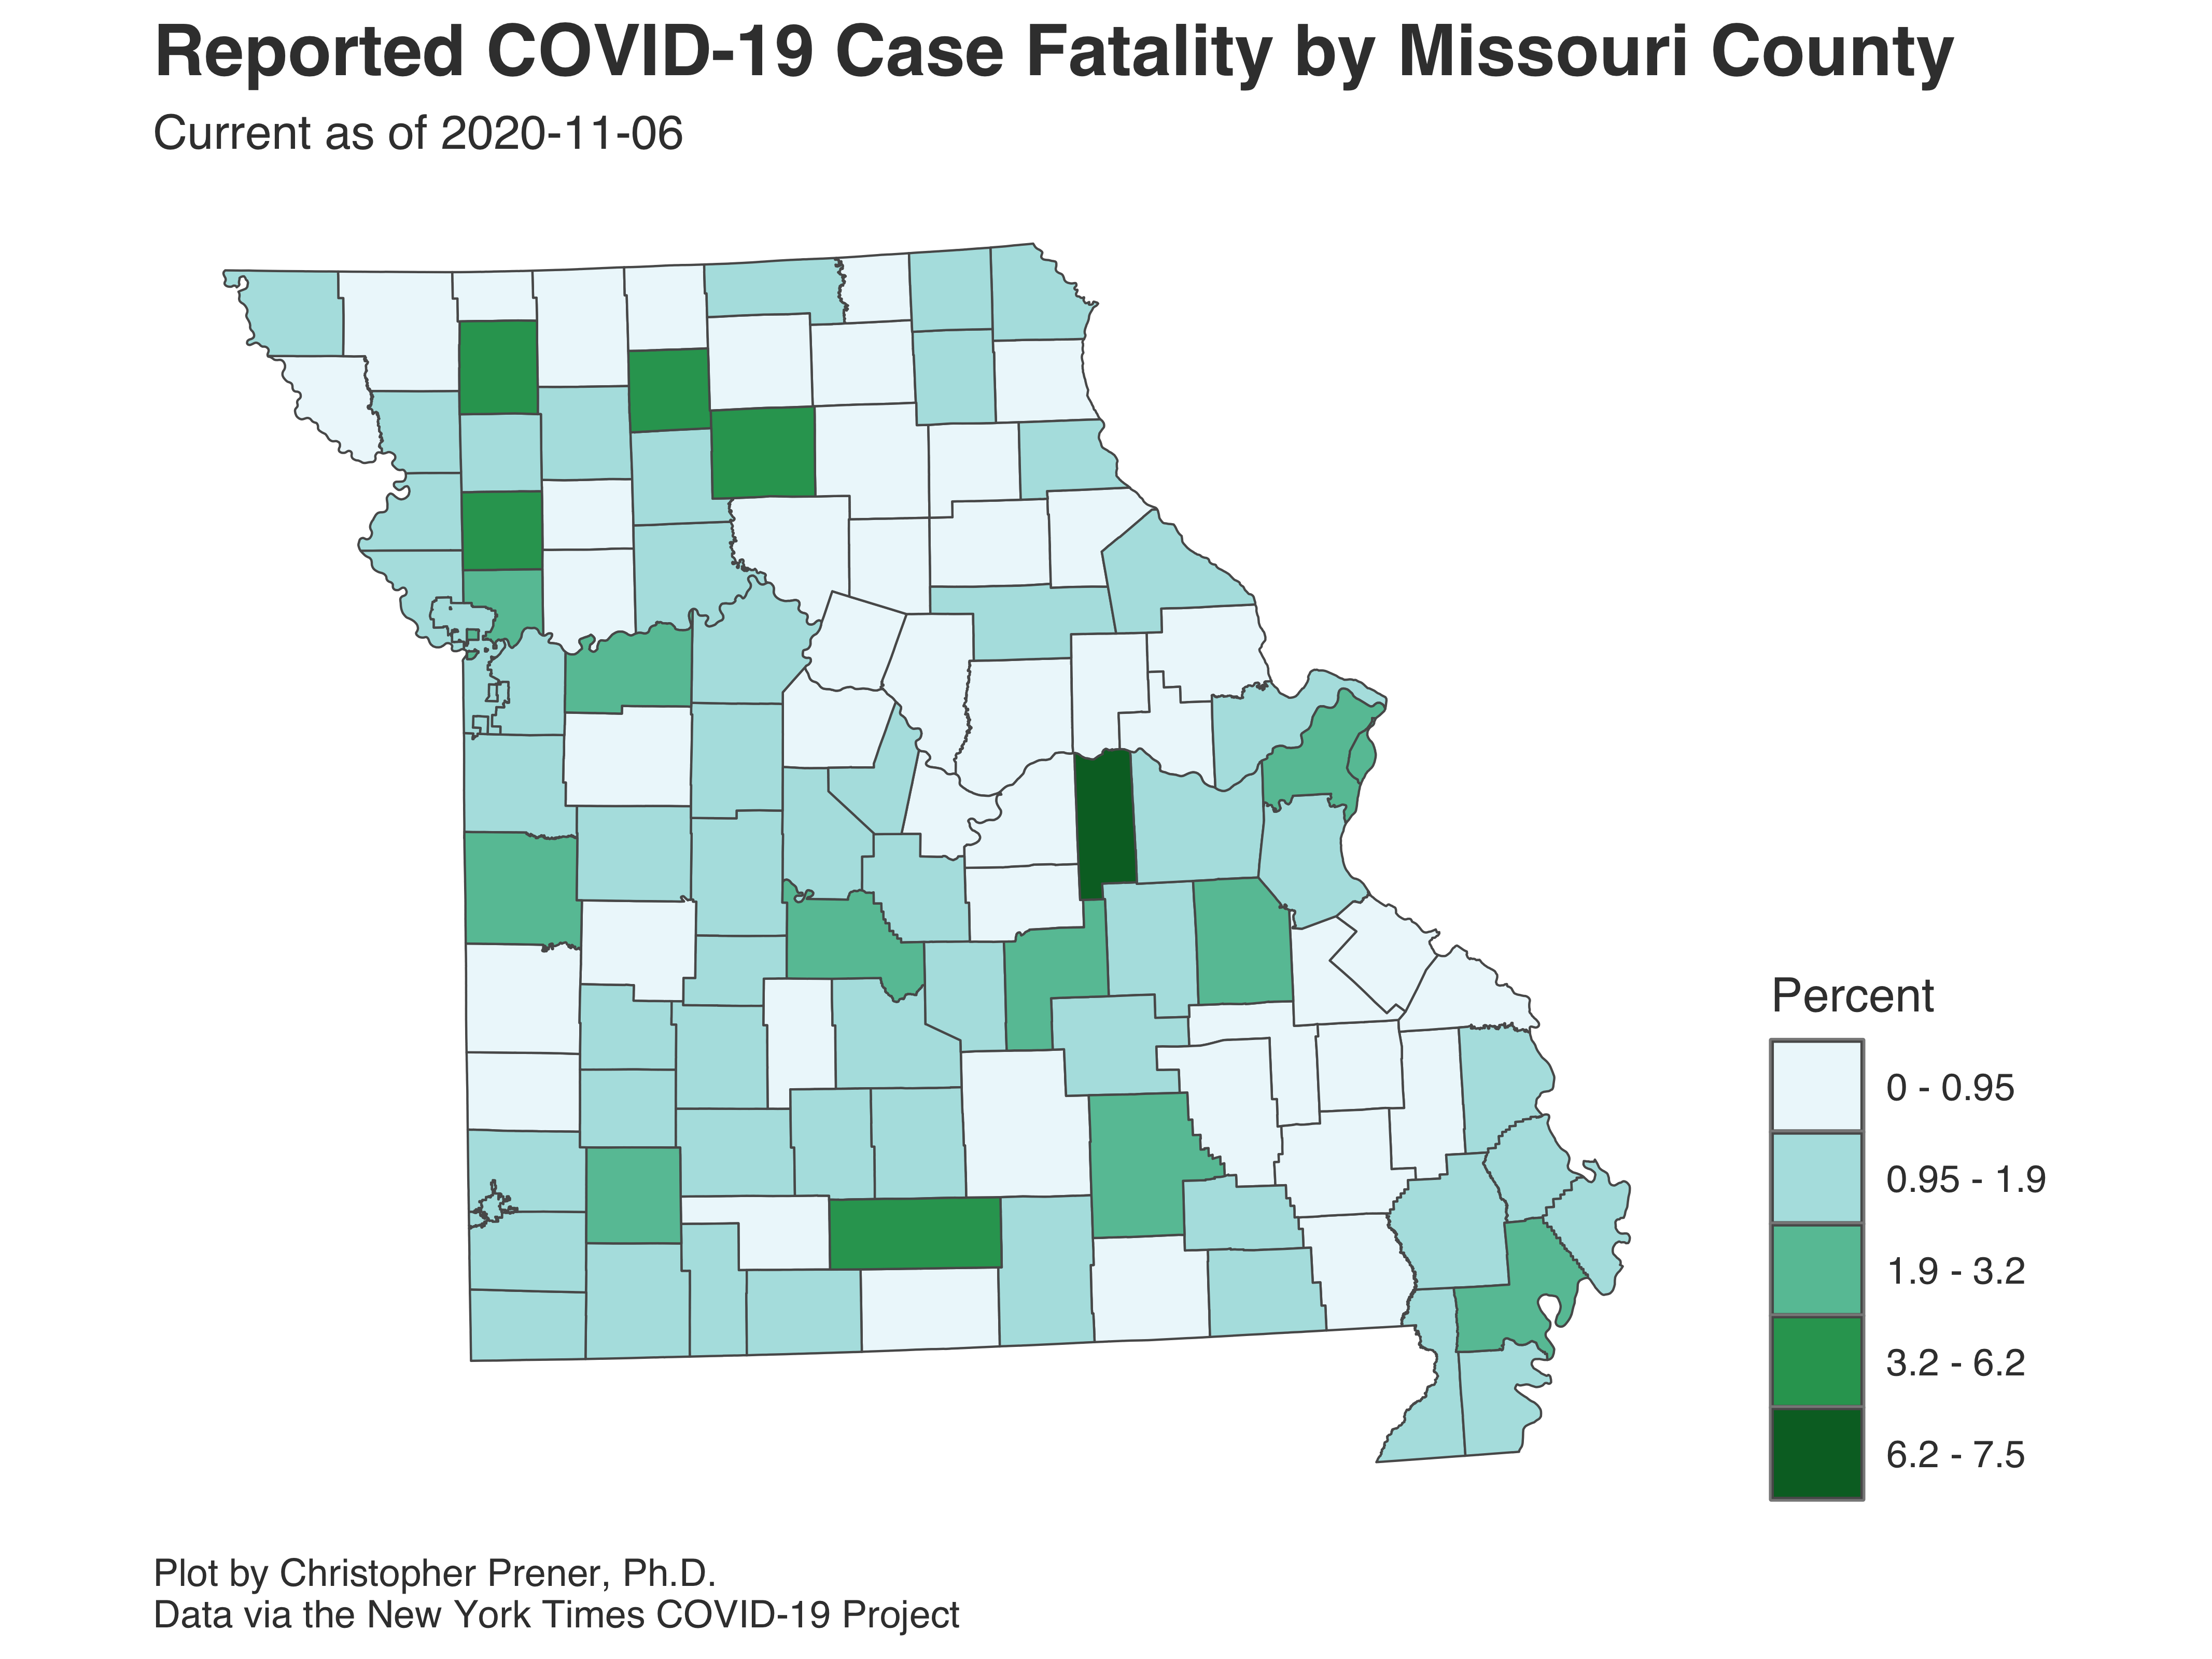 Reported COVID-19 Case Fatality by Missouri County
Current as of 2020-11-06
Percent
0 - 0.95
0.95 - 1.9
1.9 - 3.2
3.2 - 6.2
6.2 - 7.5
Plot by Christopher Prener, Ph.D.
Data via the New York Times COVID-19 Project